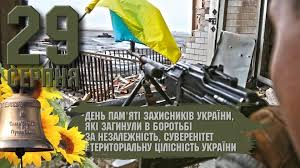 29
СЕРПНЯ
ДЕНЬ ПАМ'ЯТІ ЗАХИСНИКІВ УКРАЇНИ,
ЯКІ ЗАГИНУЛИ В БОРОТЬБІ
ЗА НЕЗАЛЕЖНІСТЬ, СУВЕРЕНІТЕТ
І ТЕРИТОРІАЛЬНУ ЦІЛІСНІСТЬ УКРАЇНИ